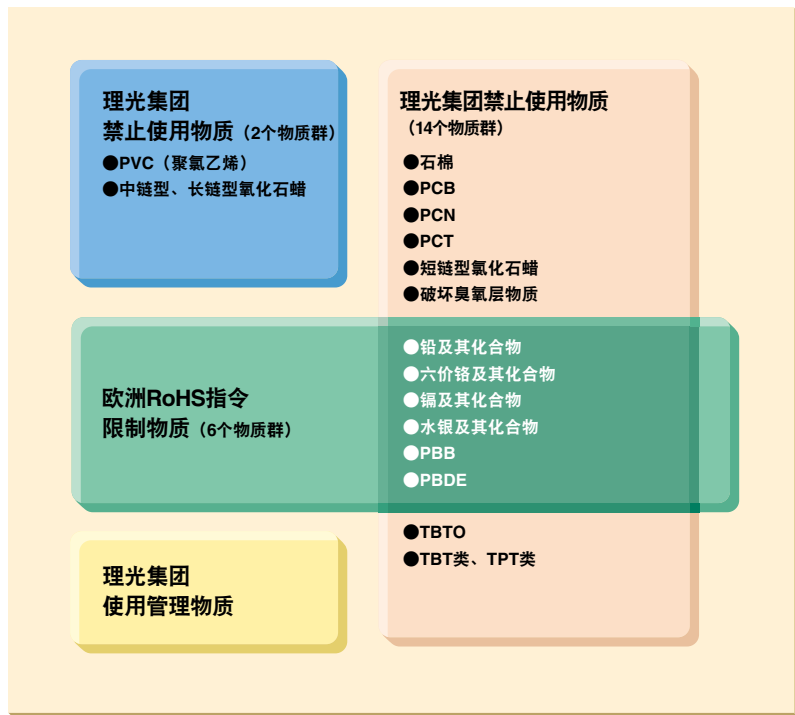 理光集团
禁止使用物质（2个物质群）
●PVC（聚氯乙烯）
●中链型、长链型氧化石蜡
理光集团禁止使用物质
（14个物质群）
●石棉
●PCB
●PCN
●PCT
●短链型氯化石蜡
●破坏臭氧层物质
欧洲RoHS指令
限制物质（6个物质群）
●铅及其化合物
●六价铬及其化合物
●镉及其化合物
●水银及其化合物
●PBB
●PBDE
●TBTO
●TBT类、TPT类
理光集团
使用管理物质